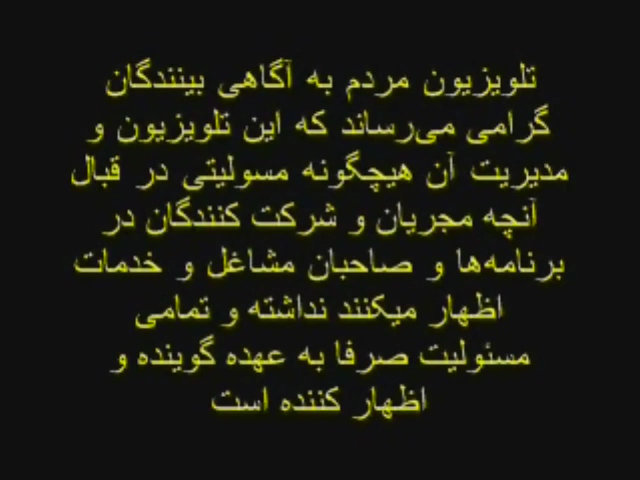 تلویزیون مردم به آگاهی بینندگان
گرامی می‌رساند که این تلویزیون و
مدیریت آن هیچگونه مسولیتی در قبال
آنچه مجریان و شرکت کنندگان در
برنامه‌ها و صاحبان مشاغل و خدمات
اظهار میکنند نداشته و تمامی
مسئولیت صرفا به عهده گوینده و
اظهار کننده است